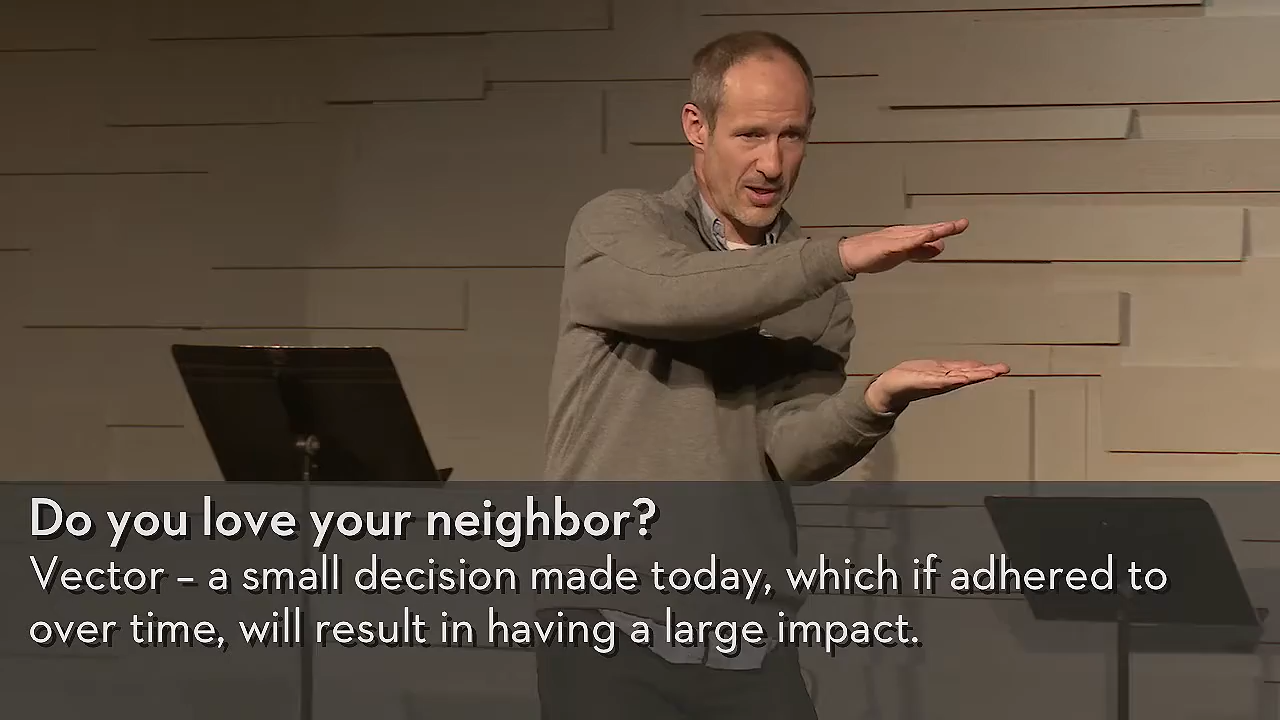 Do you love your neighbor?
Vector – a small decision made today, which if adhered to
over time, will result in having a large impact.